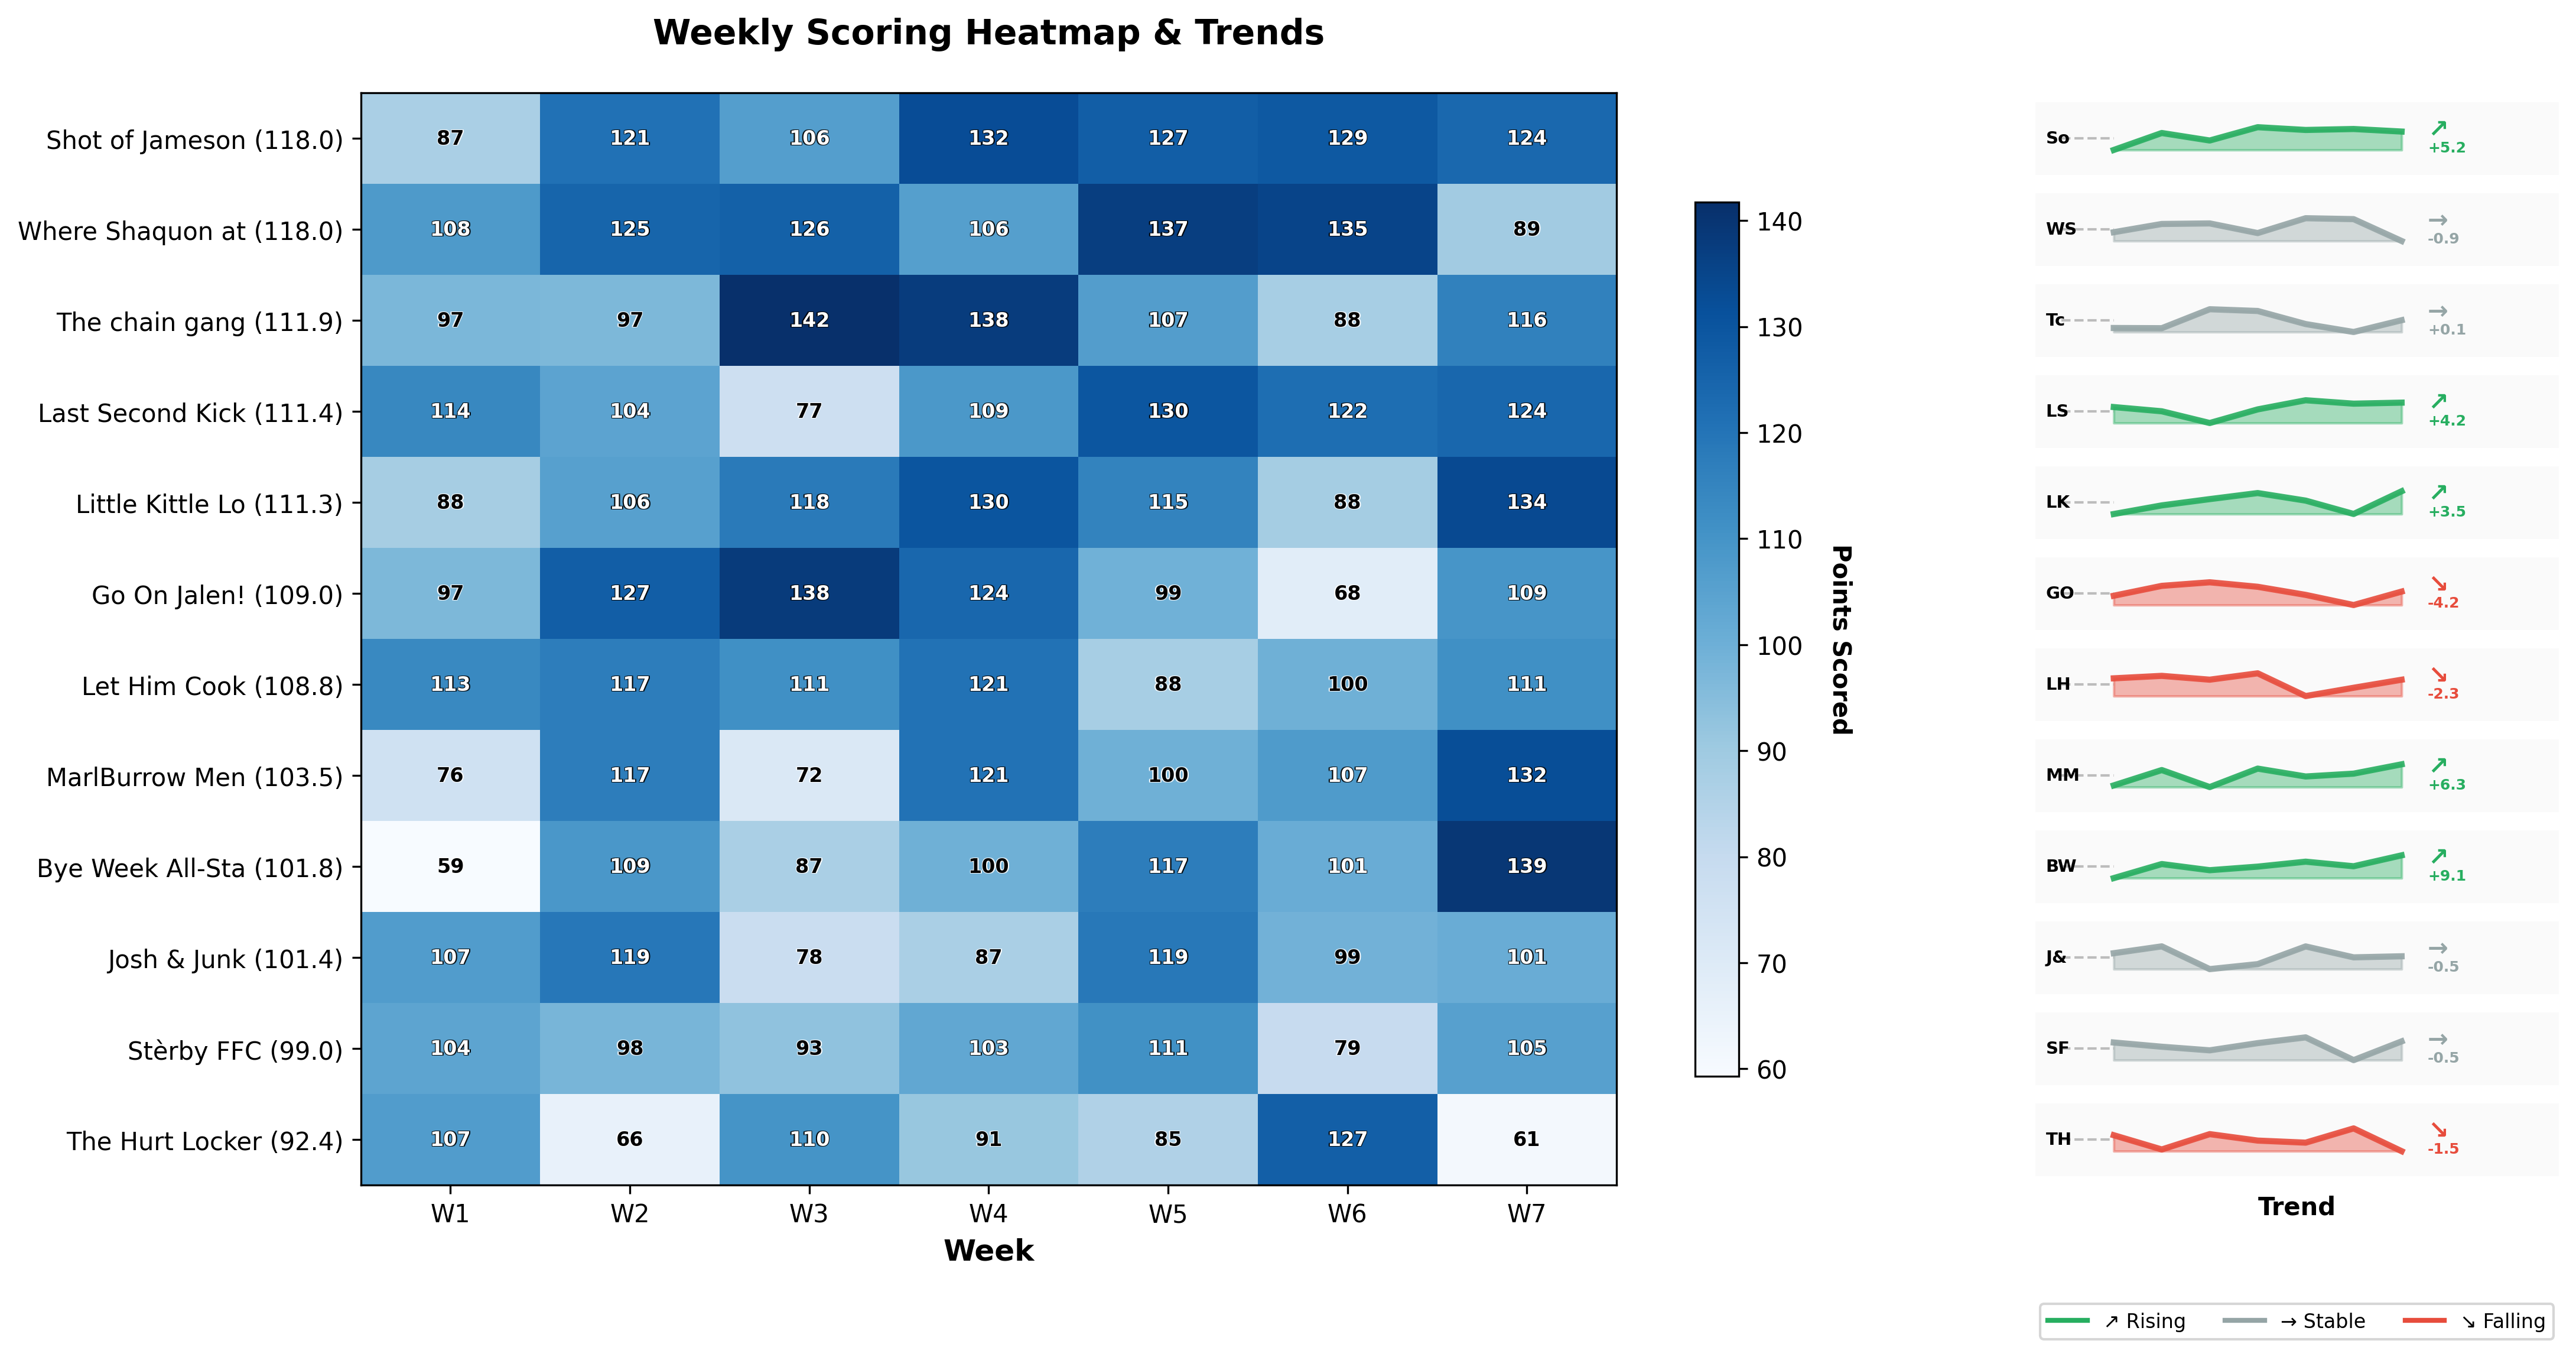 Weekly Scoring Heatmap & Trends
Shot of Jameson (118.0) 87 121 106 132 127 129 124
Where Shaquon at (118.0) 108 125 126 106 137 135 89
The chain gang (111.9) 97 97 142 138 107 88 116
Last Second Kick (111.4) 114 104 77 109 130 122 124
Little Kittle Lo (111.3) 88 106 118 130 115 88 134
Go On Jalen! (109.0) 97 127 138 124 99 68 109
Let Him Cook (108.8) 113 117 111 121 88 100 111
MarlBurrow Men (103.5) 76 117 72 121 100 107 132
Bye Week All-Sta (101.8) 59 109 87 100 117 101 139
Josh & Junk (101.4) 107 119 78 87 119 99 101
Stèrby FFC (99.0) 104 98 93 103 111 79 105
The Hurt Locker (92.4) 107 66 110 91 85 127 61
W1 W2 W3 W4 W5 W6 W7
Week
140
130
120
110
100
90
80
70
60
Points Scored
So ↗ +5.2
WS → -0.9
Tc → +0.1
LS ↗ +4.2
LK ↗ +3.5
GO ↘ -4.2
LH ↘ -2.3
MM ↗ +6.3
BW ↗ +9.1
J& → -0.5
SF → -0.5
TH ↘ -1.5
Trend
↗ Rising → Stable ↘ Falling